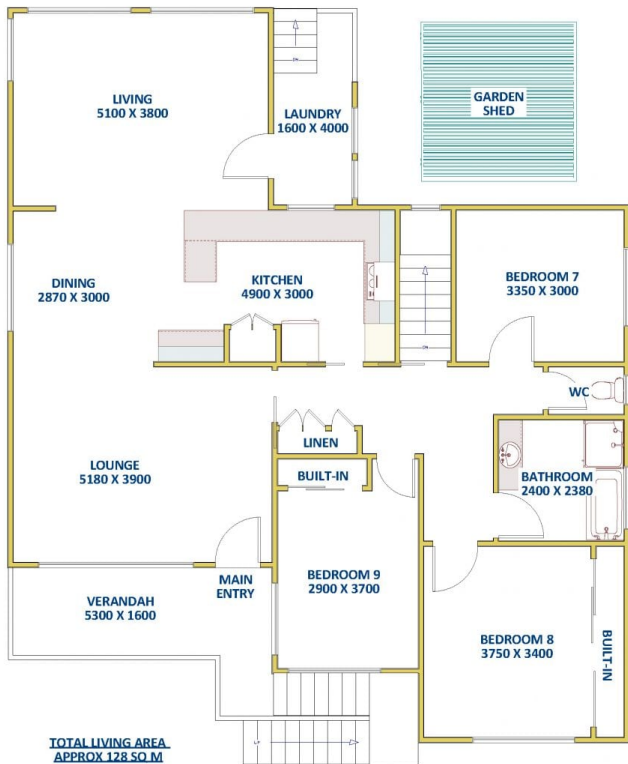 LIVING
5100 X 3800
LAUNDRY
1600 X 4000
GARDEN
SHED
DINING
2870 X 3000
KITCHEN
4900 X 3000
BEDROOM 7
3350 X 3000
WC
LINEN
LOUNGE
5180 X 3900
BUILT-IN
BATHROOM
2400 X 2380
MAIN
ENTRY
BEDROOM 9
2900 X 3700
VERANDAH
5300 X 1600
BEDROOM 8
3750 X 3400
BUILT-IN
TOTAL LIVING AREA
APPROX 128 SQ M